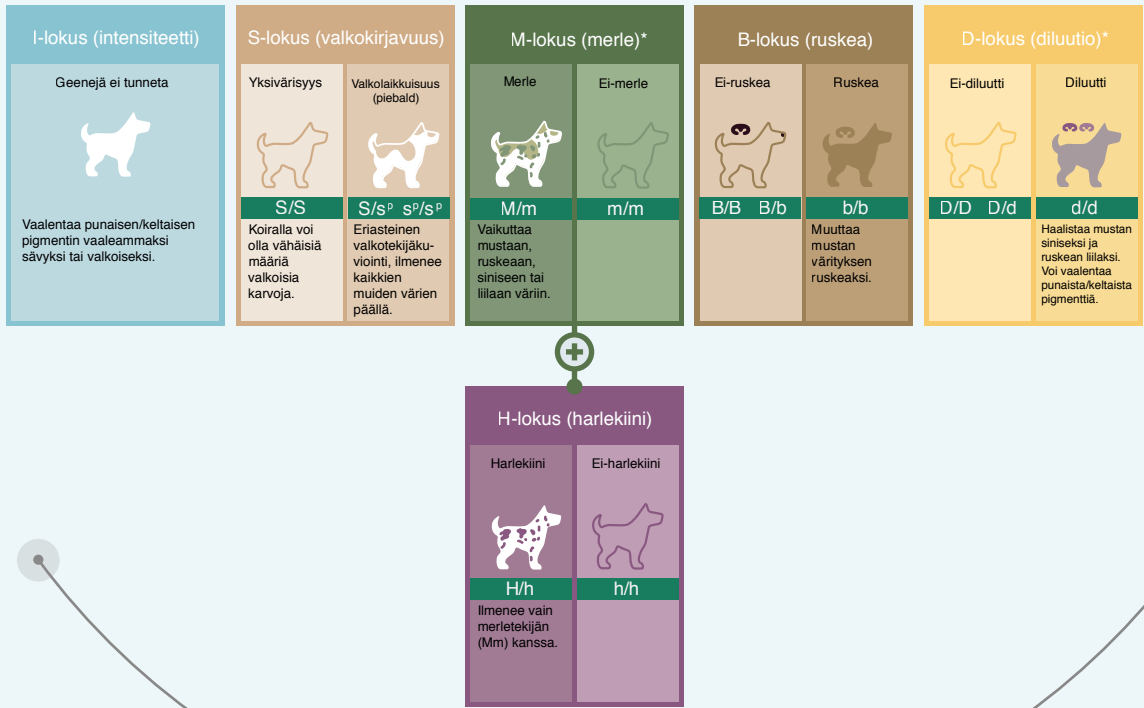 I-lokus (intensiteetti)
Geenejä ei tunneta
Vaalentaa punaisen/keltaisen
pigmentin vaaleammaksi
sävyksi tai valkoiseksi.
S-lokus (valkokirjavuus)
Yksivärisyys
S/S
Koiralla voi
olla vähäisiä
määriä
valkoisia
karvoja.
Valkolaikkuisuus
(piebald)
S/sᵖ sᵖ/sᵖ
Eriasteinen
valkotekijäku-
viointi, ilmenee
kaikkien
muiden värien
päällä.
M-lokus (merle)*
Merle
M/m
Vaikuttaa
mustaan,
ruskeaan,
siniseen tai
liilaan väriin.
Ei-merle
m/m
B-lokus (ruskea)
Ei-ruskea
B/B B/b
Ruskea
b/b
Muuttaa
mustan
värityksen
ruskeaksi.
D-lokus (diluutio)*
Ei-diluutti
D/D D/d
Diluutti
d/d
Haalistaa mustan
siniseksi ja
ruskean liilaksi.
Voi vaalentaa
punaista/keltaista
pigmenttiä.
H-lokus (harlekiini)
Harlekiini
H/h
Ilmenee vain
merletekijän
(Mm) kanssa.
Ei-harlekiini
h/h